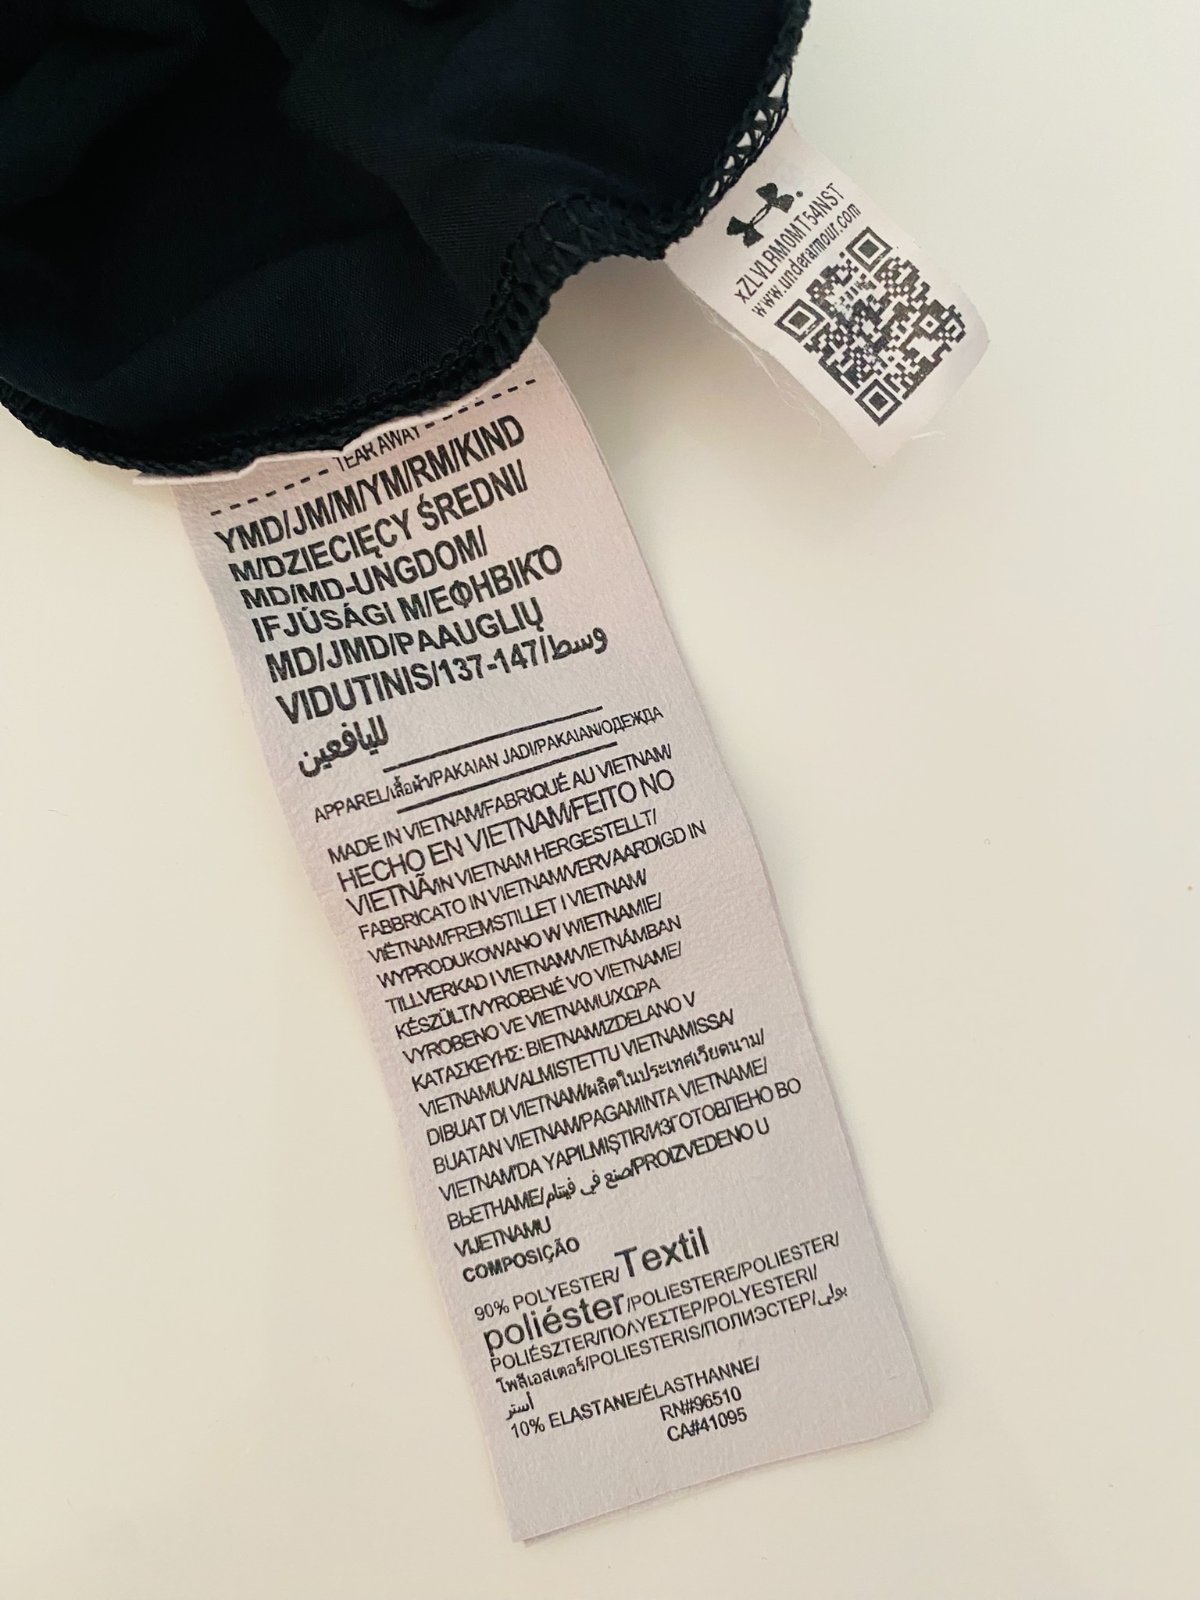 xZLVLRM0MT54NST
www.underarmour.com
TEAR AWAY
YMD/JM/M/YM/RM/KIND
M/DZIECIĘCY ŚREDNI/
MD/MD-UNGDOM/
IFJÚSÁGI M/ΕΦΗΒΙΚΌ
MD/JMD/PAAUGLIŲ
VIDUTINIS/137-147/وسط
لليافعين
APPAREL/เสื้อผ้า/PAKAIAN JADI/PAKAIAN/ОДЕЖДА
MADE IN VIETNAM/FABRIQUÉ AU VIETNAM/
HECHO EN VIETNAM/FEITO NO
VIETNÃ/IN VIETNAM HERGESTELLT/
FABBRICATO IN VIETNAM/VERVAARDIGD IN
VIËTNAM/FREMSTILLET I VIETNAM/
WYPRODUKOWANO W WIETNAMIE/
TILLVERKAD I VIETNAM/VIETNÁMBAN
KÉSZÜLT/VYROBENÉ VO VIETNAME/
VYROBENO VE VIETNAMU/ΧΩΡΑ
ΚΑΤΑΣΚΕΥΗΣ: ΒΙΕΤΝΑΜ/IZDELANO V
VIETNAMU/VALMISTETTU VIETNAMISSA/
DIBUAT DI VIETNAM/ผลิตในประเทศเวียดนาม/
BUATAN VIETNAM/PAGAMINTA VIETNAME/
VIETNAM'DA YAPILMIŞTIR/ИЗГОТОВЛЕНО ВО
ВЬЕТНАМЕ/صنع في فيتنام/PROIZVEDENO U
VIJETNAMU
COMPOSIÇÃO
90% POLYESTER/Textil
poliéster/POLIESTERE/POLIESTER/
POLIÉSZTER/ΠΟΛΥΕΣΤΕΡ/POLYESTERI/
โพลีเอสเตอร์/POLIESTERIS/ПОЛИЭСТЕР/بولي
أستر
10% ELASTANE/ÉLASTHANNE/
RN#96510
CA#41095